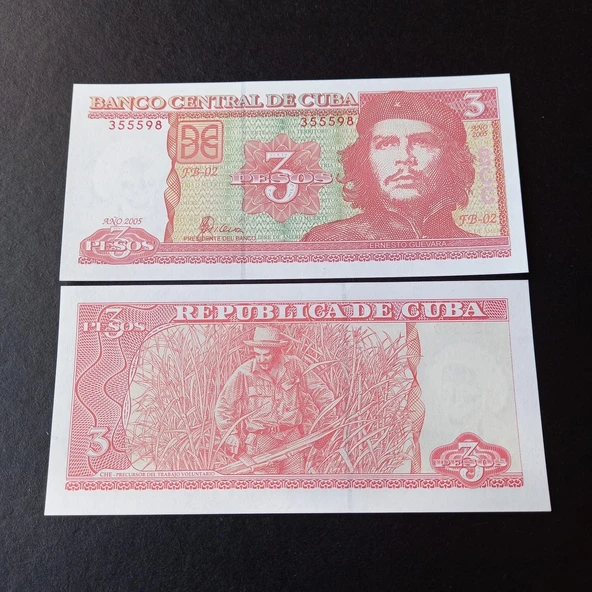 BANCO CENTRAL DE CUBA
3
355598
355598
AÑO
2005
FB-02
3
PESOS
FB-02
AÑO 2005
3
PESOS
PRESIDENTE DEL BANCO
ERNESTO GUEVARA
3
PESOS
REPUBLICA DE CUBA
3
CHE - PRECURSOR DEL TRABAJO VOLUNTARIO
3
PESOS